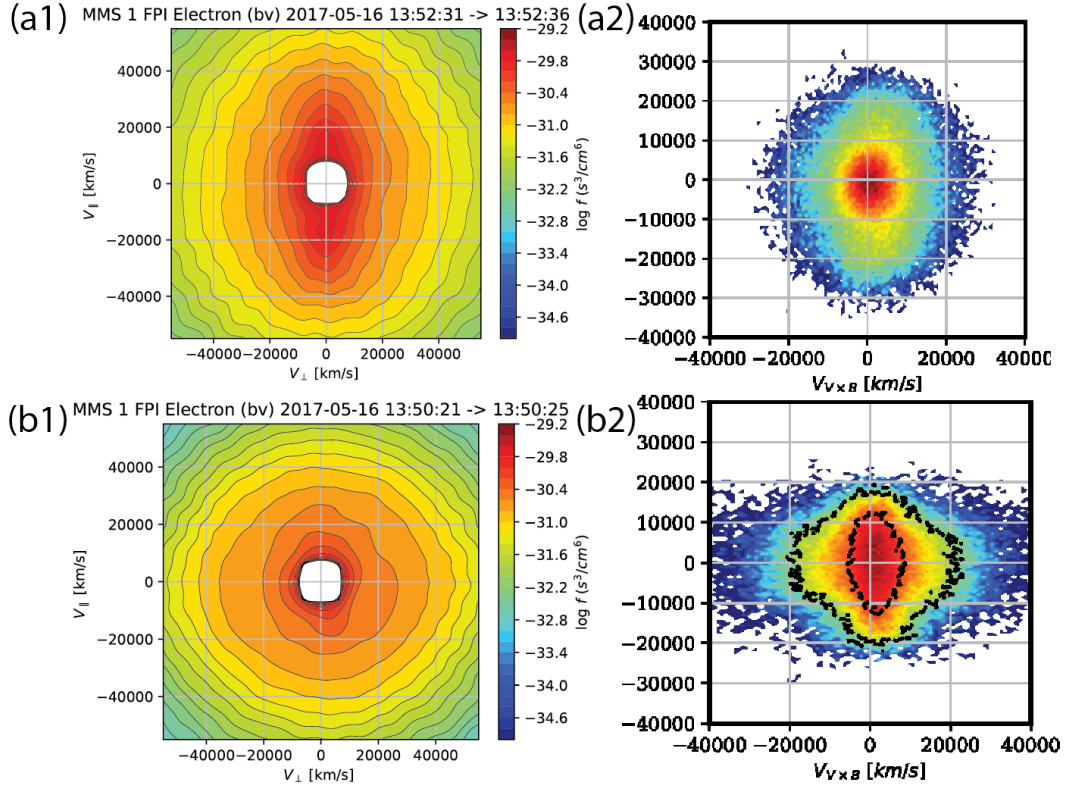 (a1)
MMS 1 FPI Electron (bv) 2017-05-16 13:52:31 -> 13:52:36
40000
20000
0
−20000
−40000
V∥ [km/s]
−40000 −20000 0 20000 40000
V⊥ [km/s]
−29.2
−29.8
−30.4
−31.0
−31.6
−32.2
−32.8
−33.4
−34.0
−34.6
log f (s³/cm⁶)
(a2)
40000
30000
20000
10000
0
−10000
−20000
−30000
−40000
−40000 −20000 0 20000 40000
V_{V×B} [km/s]
(b1)
MMS 1 FPI Electron (bv) 2017-05-16 13:50:21 -> 13:50:25
40000
20000
0
−20000
−40000
V∥ [km/s]
−40000 −20000 0 20000 40000
V⊥ [km/s]
−29.2
−29.8
−30.4
−31.0
−31.6
−32.2
−32.8
−33.4
−34.0
−34.6
log f (s³/cm⁶)
(b2)
40000
30000
20000
10000
0
−10000
−20000
−30000
−40000
−40000 −20000 0 20000 40000
V_{V×B} [km/s]